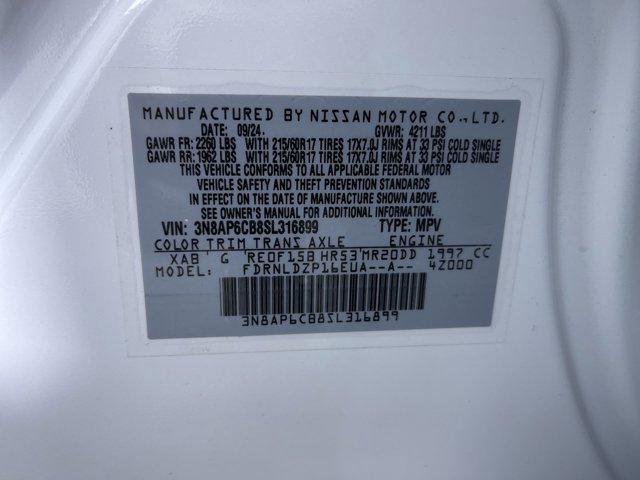 MANUFACTURED BY NISSAN MOTOR CO.,LTD.
DATE: 09/24 GVWR: 4211 LBS
GAWR FR: 2260 LBS WITH 215/60R17 TIRES 17X7.0J RIMS AT 33 PSI COLD SINGLE
GAWR RR: 1962 LBS WITH 215/60R17 TIRES 17X7.0J RIMS AT 33 PSI COLD SINGLE
THIS VEHICLE CONFORMS TO ALL APPLICABLE FEDERAL MOTOR
VEHICLE SAFETY AND THEFT PREVENTION STANDARDS
IN EFFECT ON THE DATE OF MANUFACTURE SHOWN ABOVE.
SEE OWNER'S MANUAL FOR ADDITIONAL INFORMATION.
VIN: 3N8AP6CB8SL316899 TYPE: MPV
COLOR TRIM TRANS AXLE ENGINE
XAB G RE0F15B HR53 MR20DD 1997 CC
MODEL: FDRNLDZP16EUA--A-- 4Z000
3N8AP6CB8SL316899